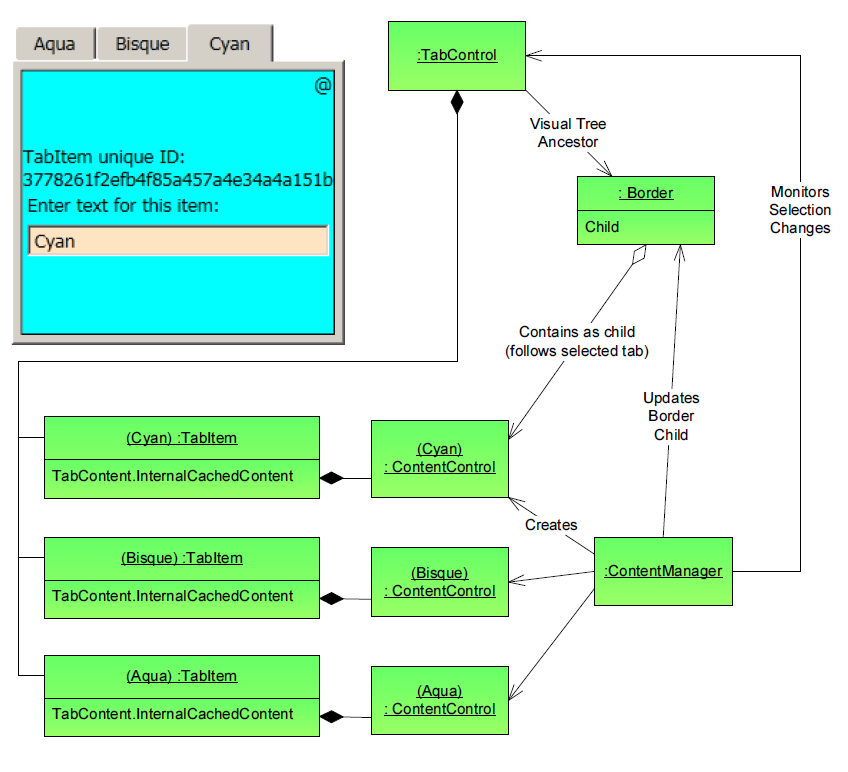 Aqua
Bisque
Cyan
@
TabItem unique ID:
3778261f2efb4f85a457a4e34a4a151b
Enter text for this item:
Cyan
:TabControl
Visual Tree
Ancestor
: Border
Child
Monitors
Selection
Changes
Contains as child
(follows selected tab)
Updates
Border
Child
(Cyan) :TabItem
TabContent.InternalCachedContent
(Cyan)
: ContentControl
Creates
(Bisque) :TabItem
TabContent.InternalCachedContent
(Bisque)
: ContentControl
:ContentManager
(Aqua) :TabItem
TabContent.InternalCachedContent
(Aqua)
: ContentControl